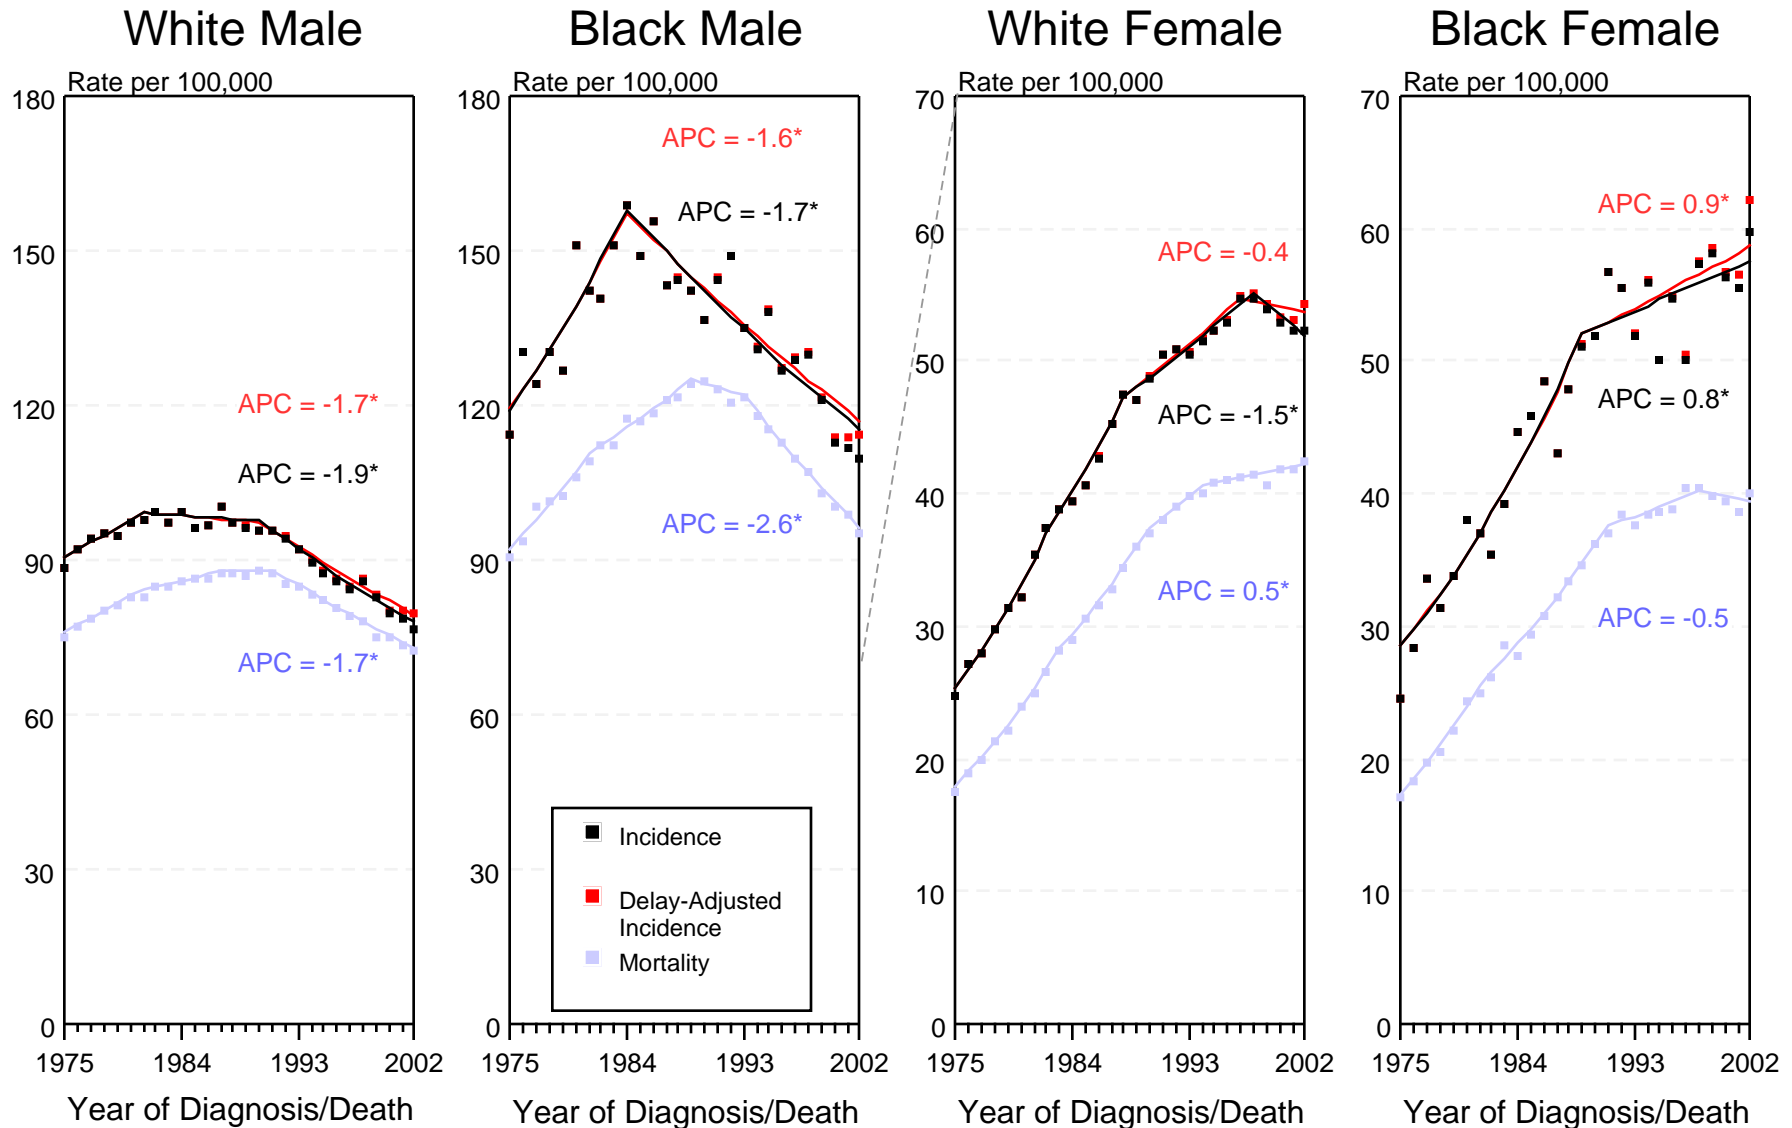 White Male
Black Male
White Female
Black Female
Rate per 100,000
Rate per 100,000
Rate per 100,000
Rate per 100,000
180
150
120
90
60
30
0
APC = -1.7*
APC = -1.9*
APC = -1.7*
1975
1984
1993
2002
Year of Diagnosis/Death
180
150
120
90
60
30
0
APC = -1.6*
APC = -1.7*
APC = -2.6*
Incidence
Delay-Adjusted
Incidence
Mortality
1975
1984
1993
2002
Year of Diagnosis/Death
70
60
50
40
30
20
10
0
APC = -0.4
APC = -1.5*
APC = 0.5*
1975
1984
1993
2002
Year of Diagnosis/Death
70
60
50
40
30
20
10
0
APC = 0.9*
APC = 0.8*
APC = -0.5
1975
1984
1993
2002
Year of Diagnosis/Death